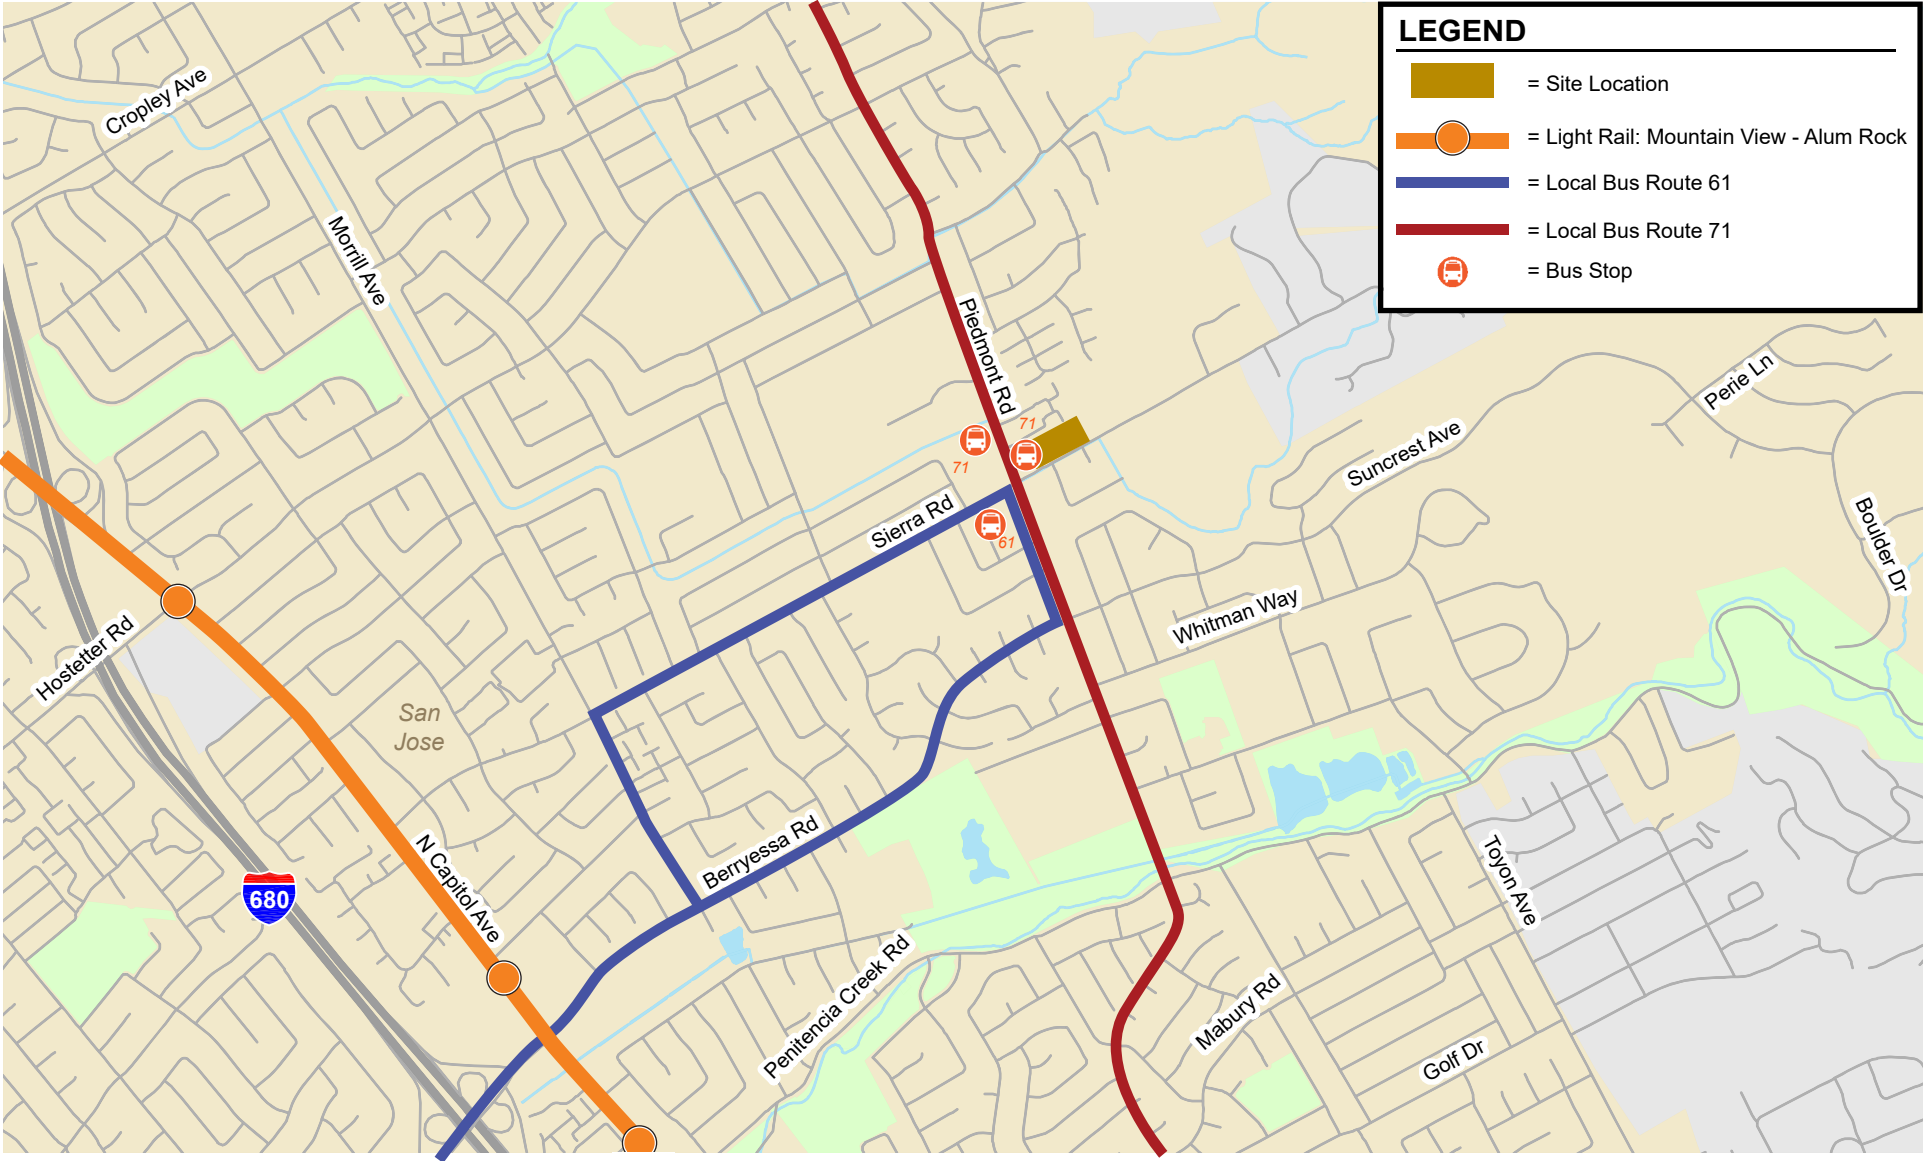 LEGEND
= Site Location
= Light Rail: Mountain View - Alum Rock
= Local Bus Route 61
= Local Bus Route 71
= Bus Stop
Cropley Ave
Morrill Ave
Piedmont Rd
Perie Ln
71
71
Suncrest Ave
Sierra Rd
61
Boulder Dr
Whitman Way
Hostetter Rd
San
Jose
Berryessa Rd
N Capitol Ave
Toyon Ave
680
Penitencia Creek Rd
Mabury Rd
Golf Dr